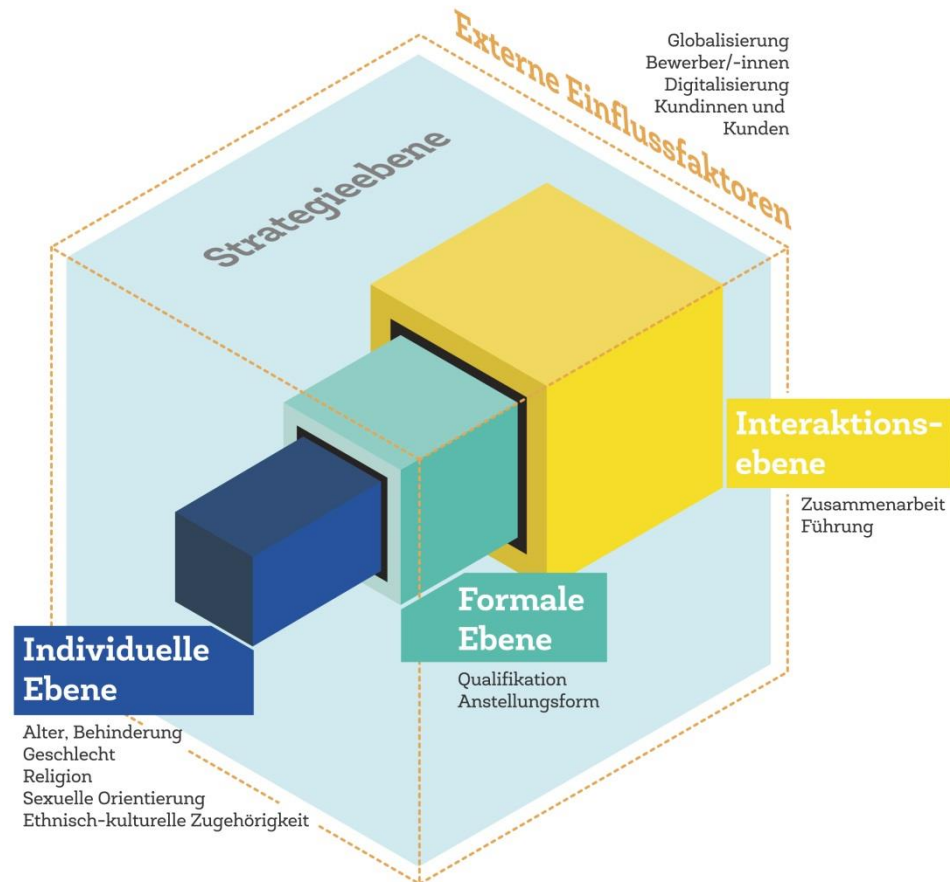 Externe Einflussfaktoren
Globalisierung
Bewerber/-innen
Digitalisierung
Kundinnen und
Kunden
Strategieebene
Interaktions-
ebene
Zusammenarbeit
Führung
Formale
Ebene
Qualifikation
Anstellungsform
Individuelle
Ebene
Alter, Behinderung
Geschlecht
Religion
Sexuelle Orientierung
Ethnisch-kulturelle Zugehörigkeit